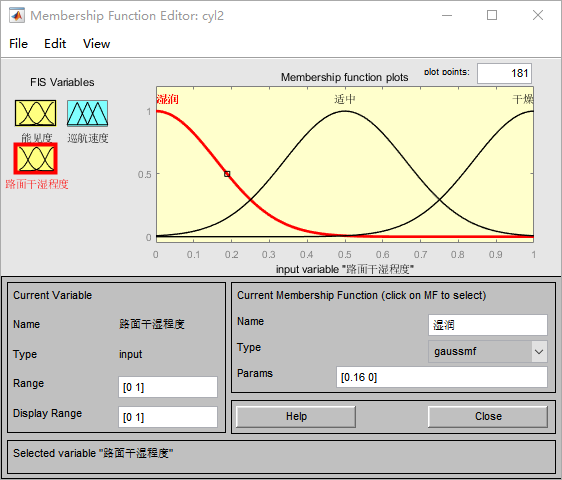 Membership Function Editor: cyl2
File Edit View
FIS Variables
能见度 巡航速度
路面干湿程度
Membership function plots plot points: 181
湿润 适中 干燥
1
0.5
0
0 0.1 0.2 0.3 0.4 0.5 0.6 0.7 0.8 0.9 1
input variable "路面干湿程度"
Current Variable
Name 路面干湿程度
Type input
Range [0 1]
Display Range [0 1]
Current Membership Function (click on MF to select)
Name 湿润
Type gaussmf
Params [0.16 0]
Help Close
Selected variable "路面干湿程度"